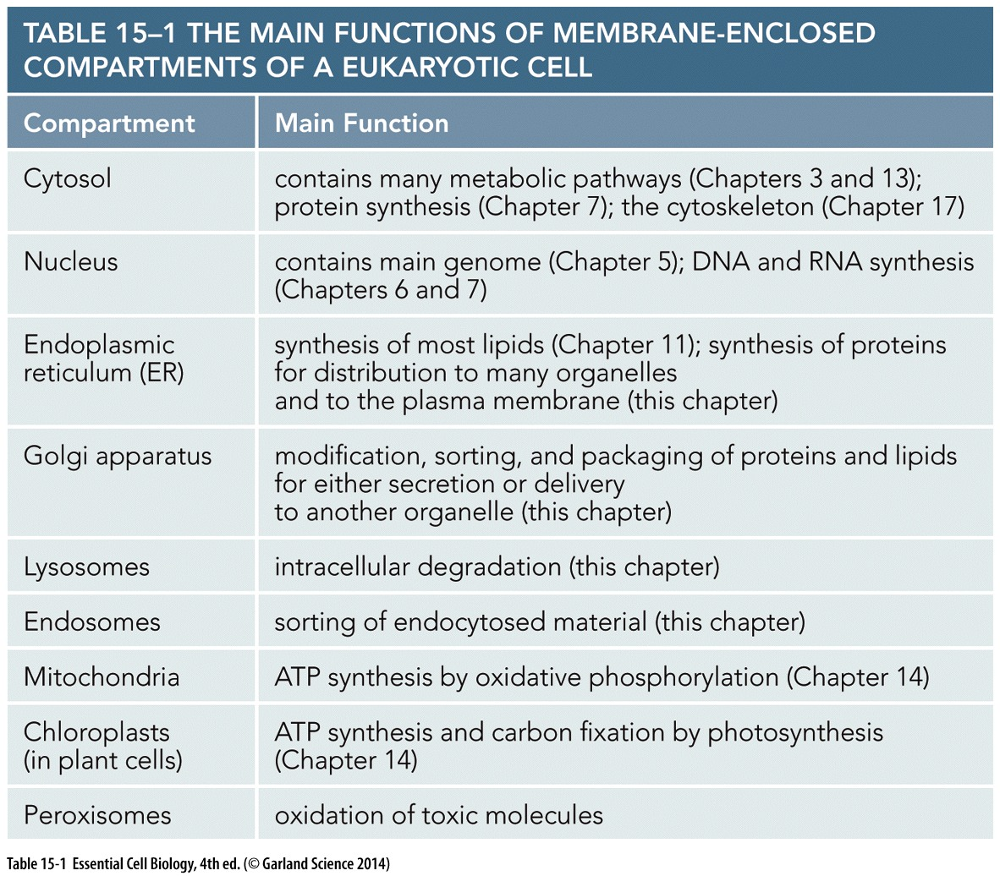 TABLE 15–1 THE MAIN FUNCTIONS OF MEMBRANE-ENCLOSED
COMPARTMENTS OF A EUKARYOTIC CELL
Compartment
Main Function
Cytosol
contains many metabolic pathways (Chapters 3 and 13);
protein synthesis (Chapter 7); the cytoskeleton (Chapter 17)
Nucleus
contains main genome (Chapter 5); DNA and RNA synthesis
(Chapters 6 and 7)
Endoplasmic
reticulum (ER)
synthesis of most lipids (Chapter 11); synthesis of proteins
for distribution to many organelles
and to the plasma membrane (this chapter)
Golgi apparatus
modification, sorting, and packaging of proteins and lipids
for either secretion or delivery
to another organelle (this chapter)
Lysosomes
intracellular degradation (this chapter)
Endosomes
sorting of endocytosed material (this chapter)
Mitochondria
ATP synthesis by oxidative phosphorylation (Chapter 14)
Chloroplasts
(in plant cells)
ATP synthesis and carbon fixation by photosynthesis
(Chapter 14)
Peroxisomes
oxidation of toxic molecules
Table 15-1 Essential Cell Biology, 4th ed. (© Garland Science 2014)